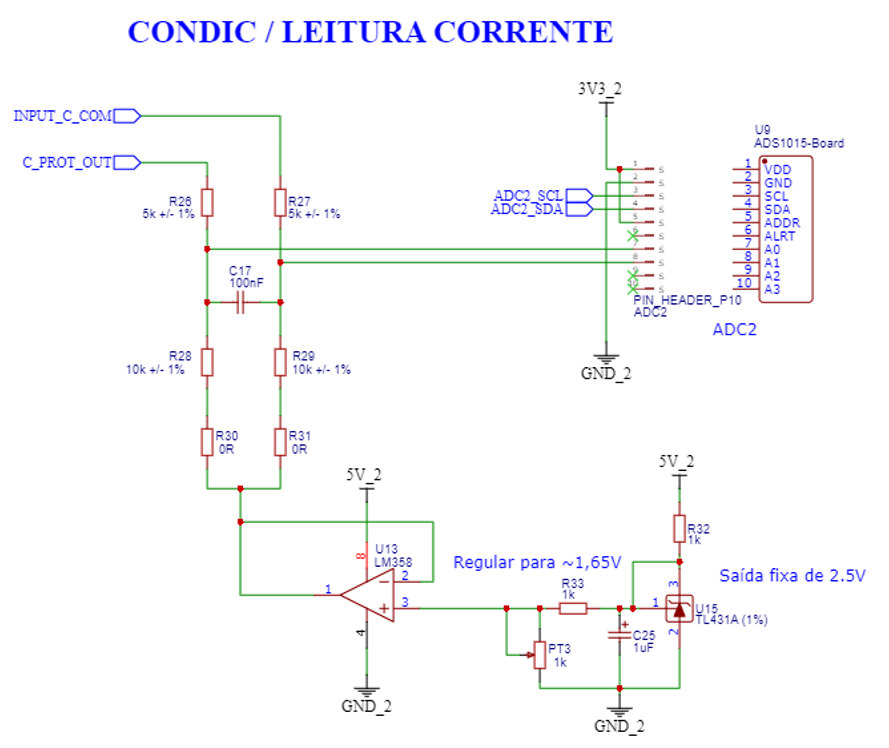 CONDIC / LEITURA CORRENTE
3V3_2
INPUT_C_COM
C_PROT_OUT
U9
ADS1015-Board
R26
5k +/- 1%
R27
5k +/- 1%
ADC2_SCL
ADC2_SDA
1 S
2 S
3 S
4 S
5 S
6 S
7 S
8 S
9 S
10 S
PIN_HEADER_P10
ADC2
1 VDD
2 GND
3 SCL
4 SDA
5 ADDR
6 ALRT
7 A0
8 A1
9 A2
10 A3
ADC2
C17
100nF
GND_2
R28
10k +/- 1%
R29
10k +/- 1%
R30
0R
R31
0R
5V_2
5V_2
8
U13
LM358
1
2
3
4
GND_2
Regular para ~1,65V
R32
1k
Saída fixa de 2.5V
R33
1k
3
1
2
U15
TL431A (1%)
+
C25
1uF
PT3
1k
GND_2